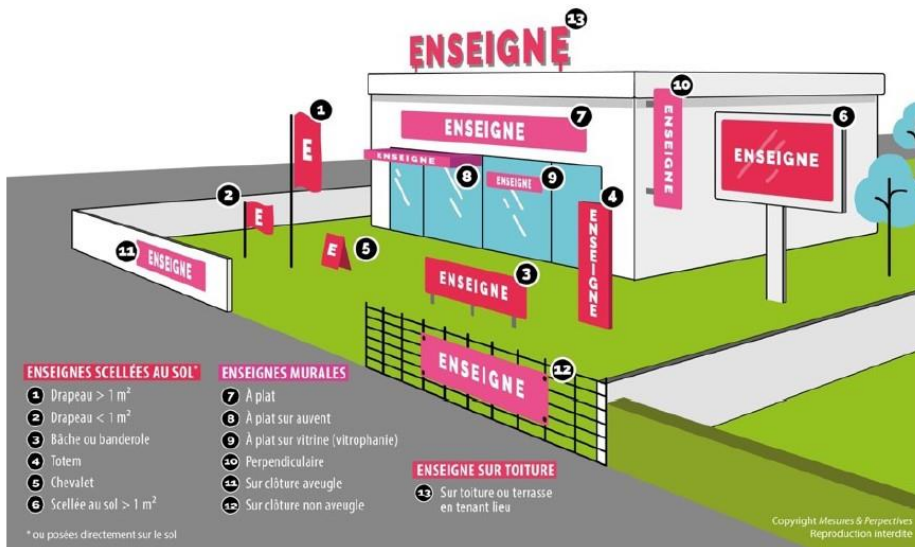 13
ENSEIGNE
10
ENSEIGNE
1
E
7
ENSEIGNE
6
ENSEIGNE
ENSEIGNE
8
ENSEIGNE
9
2
E
4
ENSEIGNE
11
ENSEIGNE
E
5
3
ENSEIGNE
12
ENSEIGNE
ENSEIGNES SCELLÉES AU SOL*
1 Drapeau > 1 m²
2 Drapeau < 1 m²
3 Bâche ou banderole
4 Totem
5 Chevalet
6 Scellée au sol > 1 m²
* ou posées directement sur le sol
ENSEIGNES MURALES
7 À plat
8 À plat sur auvent
9 À plat sur vitrine (vitrophanie)
10 Perpendiculaire
11 Sur clôture aveugle
12 Sur clôture non aveugle
ENSEIGNE SUR TOITURE
13 Sur toiture ou terrasse
en tenant lieu
Copyright Mesures & Perpectives
Reproduction interdite